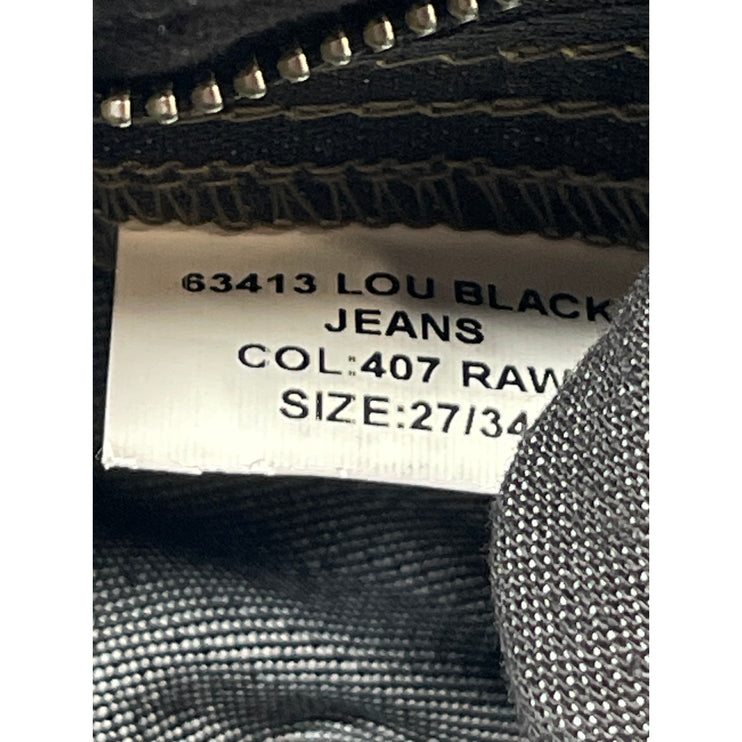 63413 LOU BLACK
JEANS
COL:407 RAW
SIZE:27/34